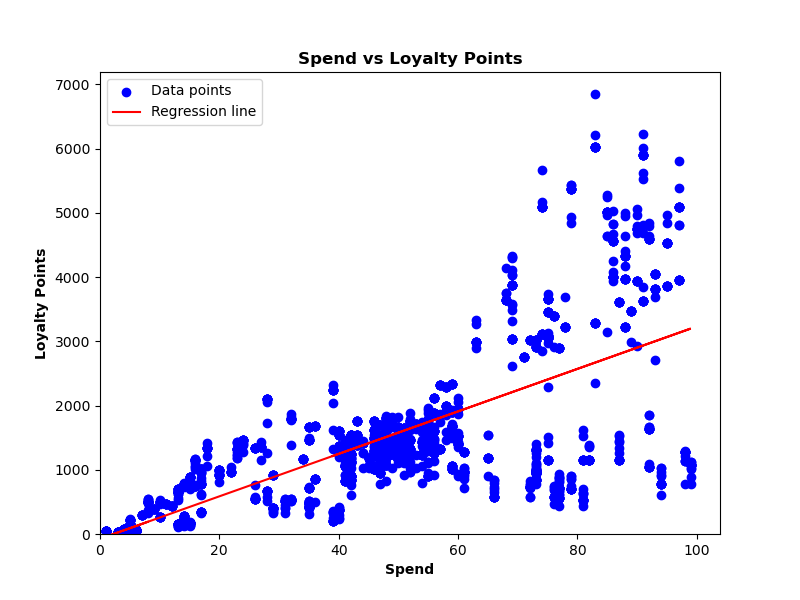 Spend vs Loyalty Points
Data points
Regression line
7000
6000
5000
4000
3000
2000
1000
0
Loyalty Points
0 20 40 60 80 100
Spend